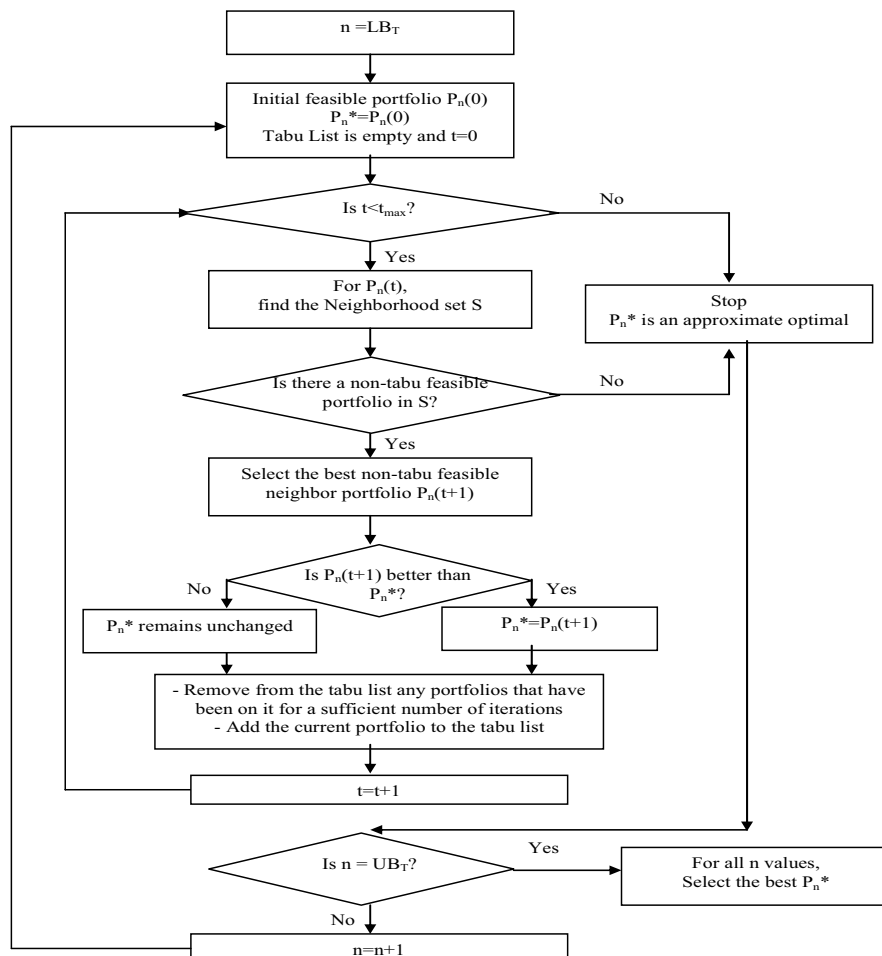 n =LB_T
Initial feasible portfolio P_n(0)
P_n*=P_n(0)
Tabu List is empty and t=0
Is t<t_max?
No
Yes
For P_n(t),
find the Neighborhood set S
Stop
P_n* is an approximate optimal
Is there a non-tabu feasible
portfolio in S?
No
Yes
Select the best non-tabu feasible
neighbor portfolio P_n(t+1)
Is P_n(t+1) better than
P_n*?
No
Yes
P_n* remains unchanged
P_n*=P_n(t+1)
- Remove from the tabu list any portfolios that have
been on it for a sufficient number of iterations
- Add the current portfolio to the tabu list
t=t+1
Is n = UB_T?
Yes
For all n values,
Select the best P_n*
No
n=n+1